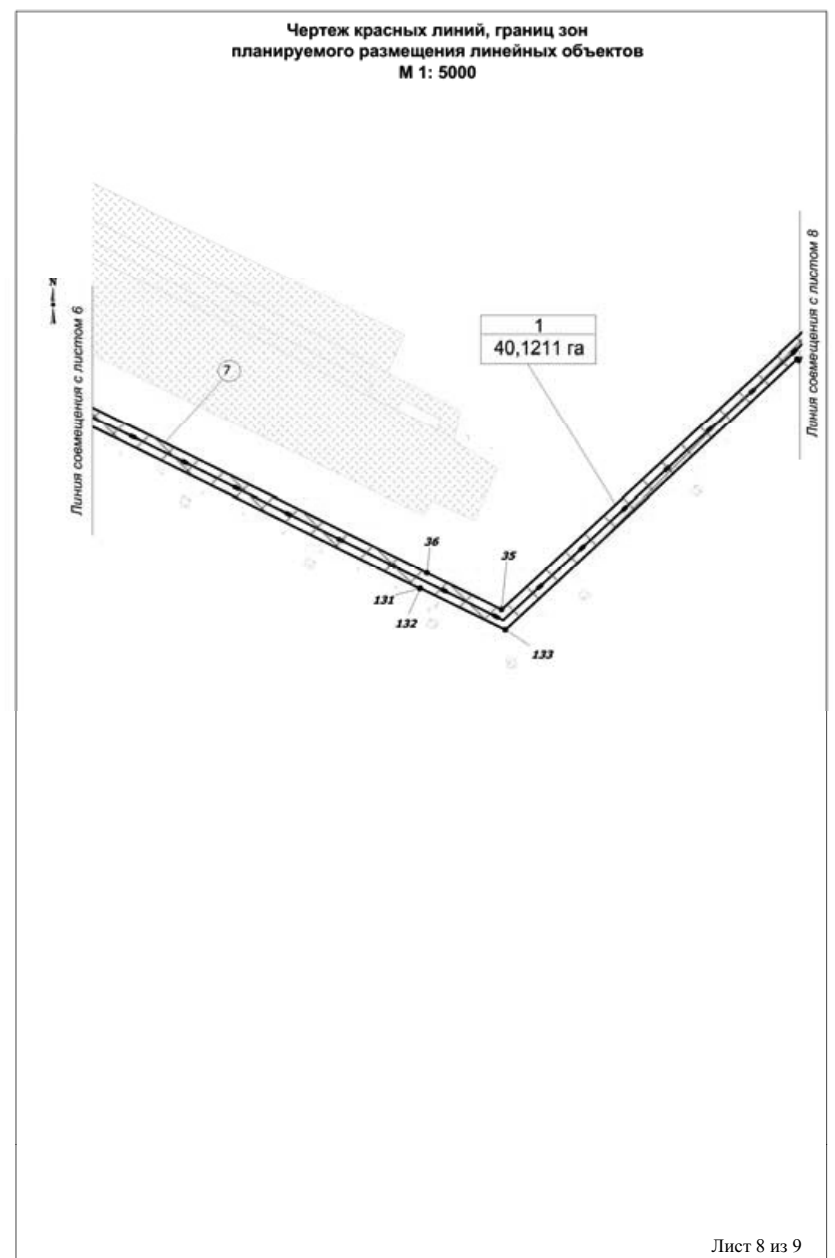 Чертеж красных линий, границ зон
планируемого размещения линейных объектов
М 1: 5000
N
Линия совмещения с листом 6
Линия совмещения с листом 8
1
40,1211 га
7
36
35
131
132
133
Лист 8 из 9